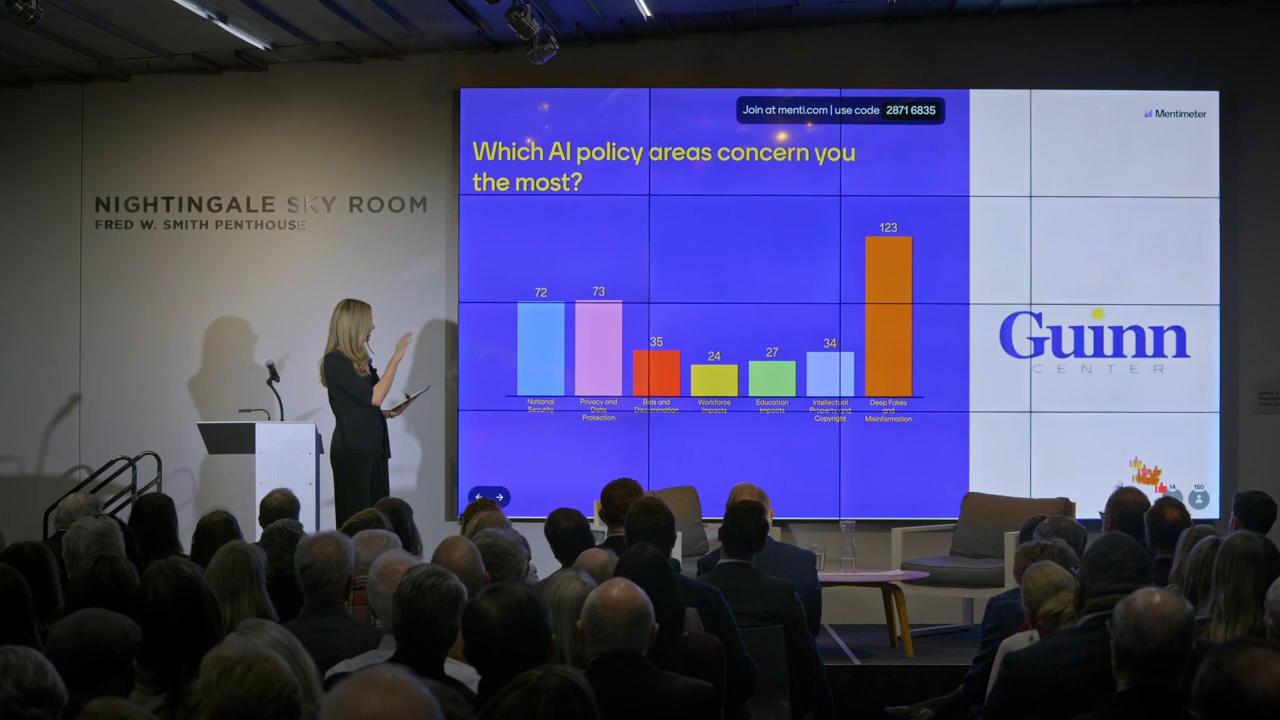 NIGHTINGALE SKY ROOM
FRED W. SMITH PENTHOUSE
Join at menti.com | use code 2871 6835
Mentimeter
Which AI policy areas concern you
the most?
72
73
35
24
27
34
123
National
Security
Privacy and
Data
Protection
Bias and
Discrimination
Workforce
Impacts
Education
Impacts
Intellectual
Property and
Copyright
Deep Fakes
and
Misinformation
Guinn
CENTER
14
150